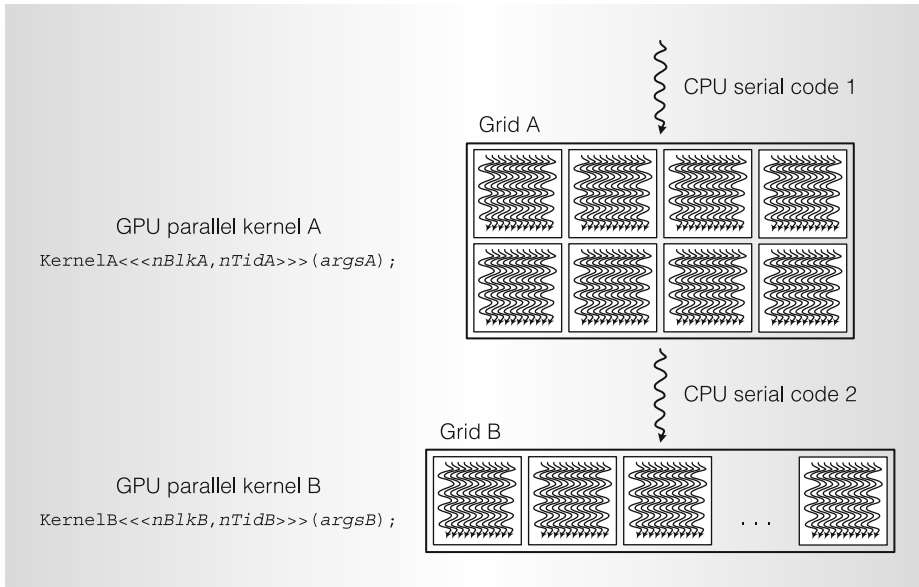 CPU serial code 1
Grid A
GPU parallel kernel A
KernelA<<<nBlkA,nTidA>>>(argsA);
CPU serial code 2
Grid B
GPU parallel kernel B
KernelB<<<nBlkB,nTidB>>>(argsB);
. . .